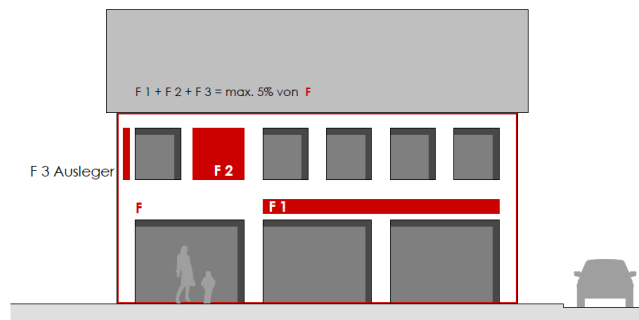 F 1 + F 2 + F 3 = max. 5% von F
F 3 Ausleger
F 2
F
F 1